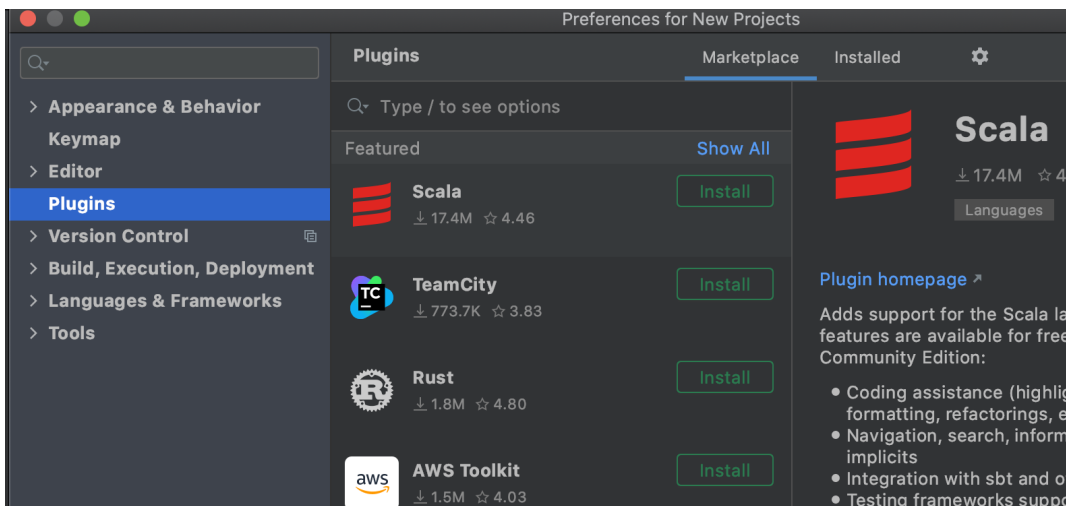 Preferences for New Projects
Appearance & Behavior
Keymap
Editor
Plugins
Version Control
Build, Execution, Deployment
Languages & Frameworks
Tools
Plugins
Marketplace
Installed
Type / to see options
Featured
Show All
Scala
17.4M 4.46
Install
TC
TeamCity
773.7K 3.83
Install
R
Rust
1.8M 4.80
Install
aws
AWS Toolkit
1.5M 4.03
Install
Scala
17.4M 4
Languages
Plugin homepage
Adds support for the Scala la
features are available for free
Community Edition:
• Coding assistance (highlig
formatting, refactorings, e
• Navigation, search, inform
implicits
• Integration with sbt and o
• Testing frameworks suppo